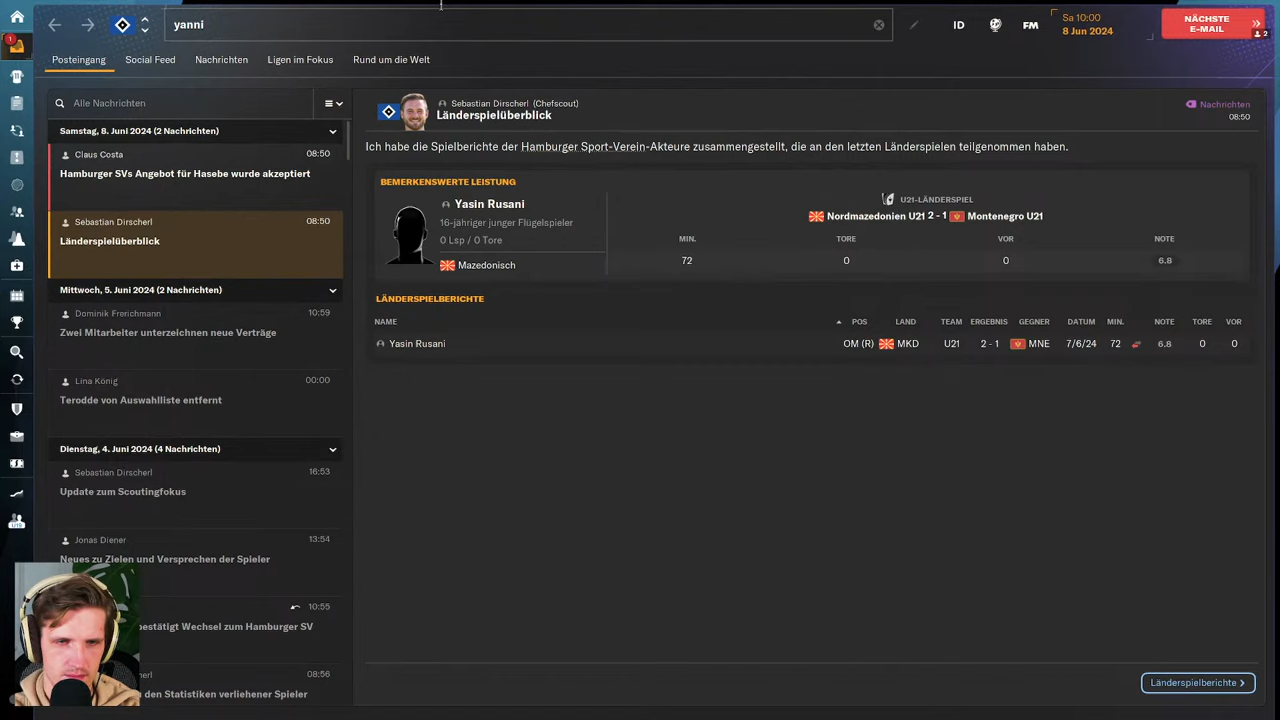 yanni
ID
FM
Sa 10:00
8 Jun 2024
NÄCHSTE
E-MAIL
2
1
Posteingang
Social Feed
Nachrichten
Ligen im Fokus
Rund um die Welt
Alle Nachrichten
Samstag, 8. Juni 2024 (2 Nachrichten)
Claus Costa
08:50
Hamburger SVs Angebot für Hasebe wurde akzeptiert
Sebastian Dirscherl
08:50
Länderspielüberblick
Mittwoch, 5. Juni 2024 (2 Nachrichten)
Dominik Frerichmann
10:59
Zwei Mitarbeiter unterzeichnen neue Verträge
Lina König
00:00
Terodde von Auswahlliste entfernt
Dienstag, 4. Juni 2024 (4 Nachrichten)
Sebastian Dirscherl
16:53
Update zum Scoutingfokus
Jonas Diener
13:54
Neues zu Zielen und Versprechen der Spieler
10:55
bestätigt Wechsel zum Hamburger SV
08:56
den Statistiken verliehener Spieler
U19
Sebastian Dirscherl (Chefscout)
Länderspielüberblick
Nachrichten
08:50
Ich habe die Spielberichte der Hamburger Sport-Verein-Akteure zusammengestellt, die an den letzten Länderspielen teilgenommen haben.
BEMERKENSWERTE LEISTUNG
Yasin Rusani
16-jähriger junger Flügelspieler
0 Lsp / 0 Tore
Mazedonisch
U21-LÄNDERSPIEL
Nordmazedonien U21 2 - 1 Montenegro U21
MIN. TORE VOR NOTE
72 0 0 6.8
LÄNDERSPIELBERICHTE
NAME POS LAND TEAM ERGEBNIS GEGNER DATUM MIN. NOTE TORE VOR
Yasin Rusani OM (R) MKD U21 2 - 1 MNE 7/6/24 72 6.8 0 0
Länderspielberichte